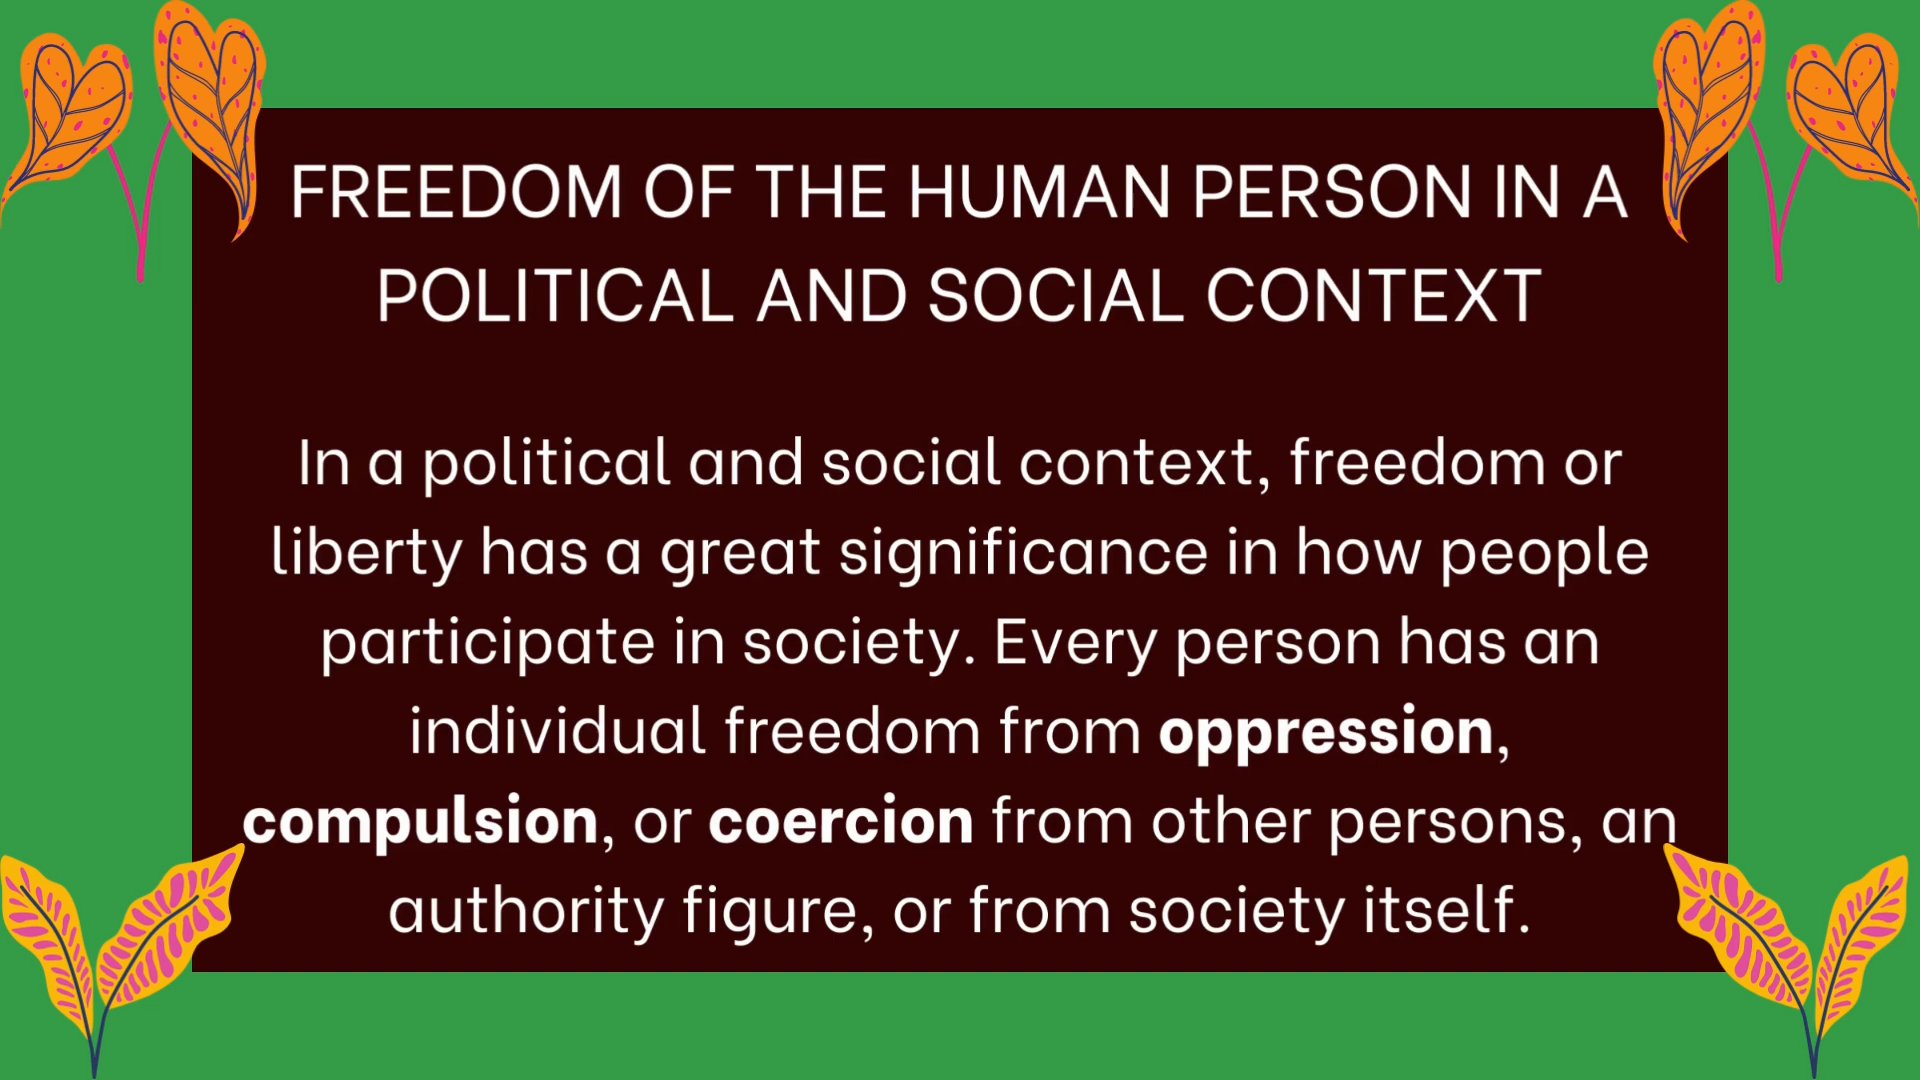 FREEDOM OF THE HUMAN PERSON IN A
POLITICAL AND SOCIAL CONTEXT
In a political and social context, freedom or
liberty has a great significance in how people
participate in society. Every person has an
individual freedom from oppression,
compulsion, or coercion from other persons, an
authority figure, or from society itself.